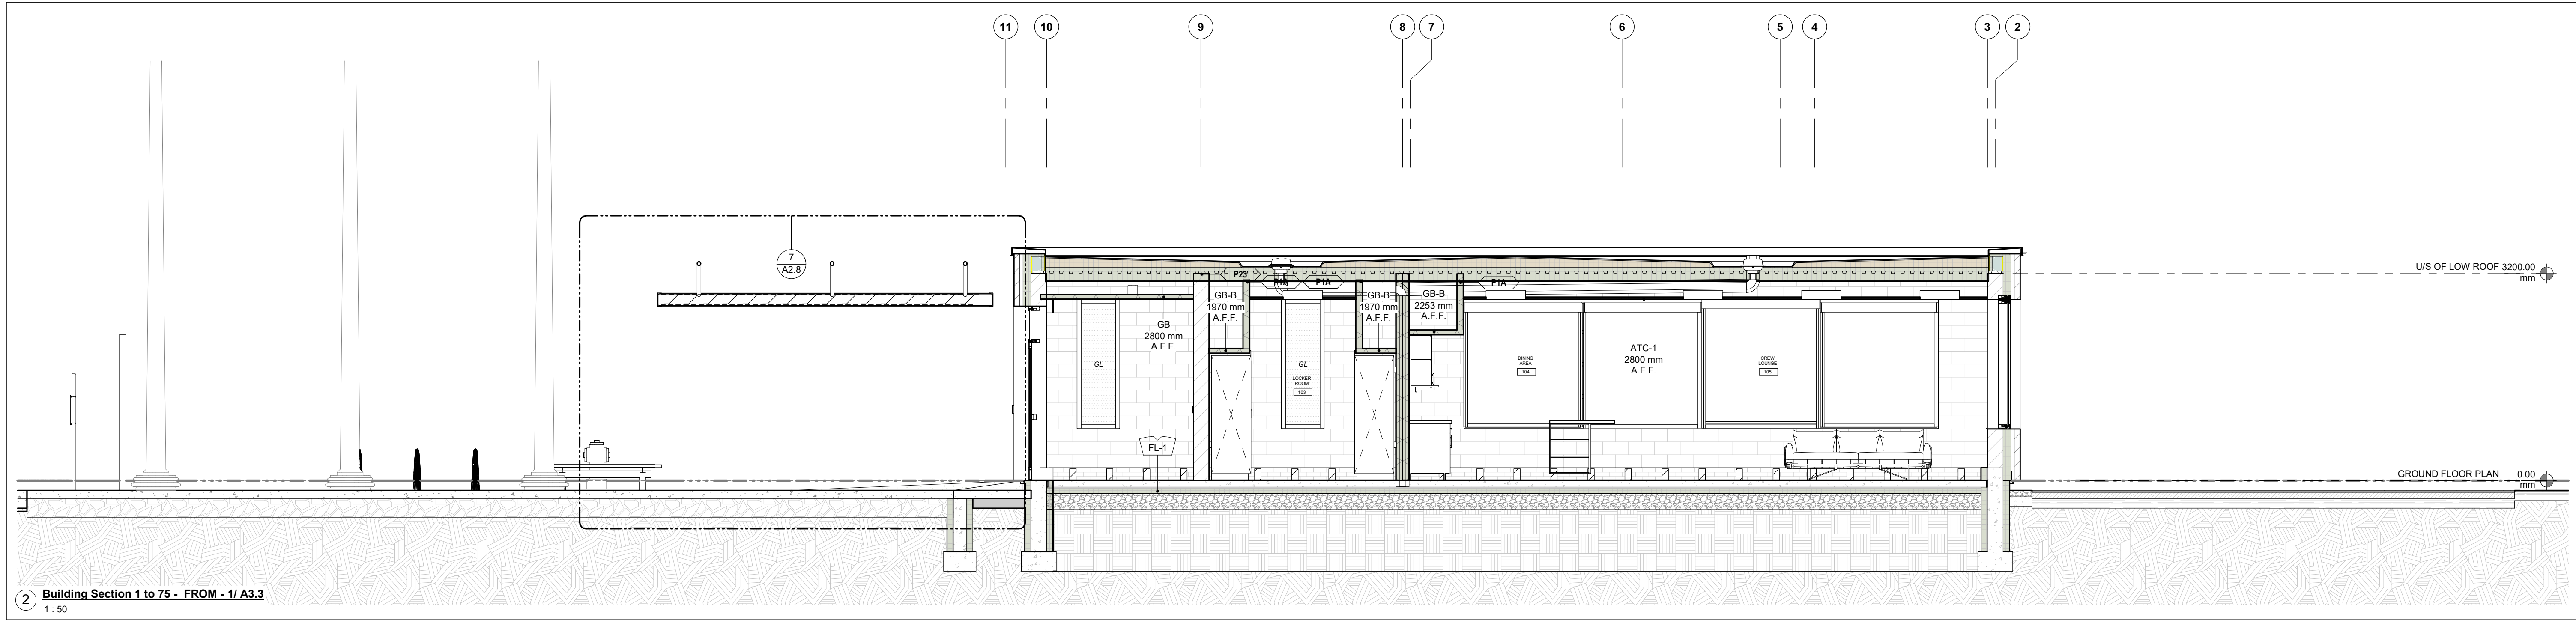 11
10
9
8
7
6
5
4
3
2
7
A2.8
U/S OF LOW ROOF 3200.00
mm
P23
P1A
P1A
P1A
GB-B
1970 mm
A.F.F.
GB-B
1970 mm
A.F.F.
GB-B
2253 mm
A.F.F.
GB
2800 mm
A.F.F.
ATC-1
2800 mm
A.F.F.
GL
GL
LOCKER
ROOM
103
DINING
AREA
104
CREW
LOUNGE
105
FL-1
GROUND FLOOR PLAN 0.00
mm
2
Building Section 1 to 75 - FROM - 1/ A3.3
1 : 50